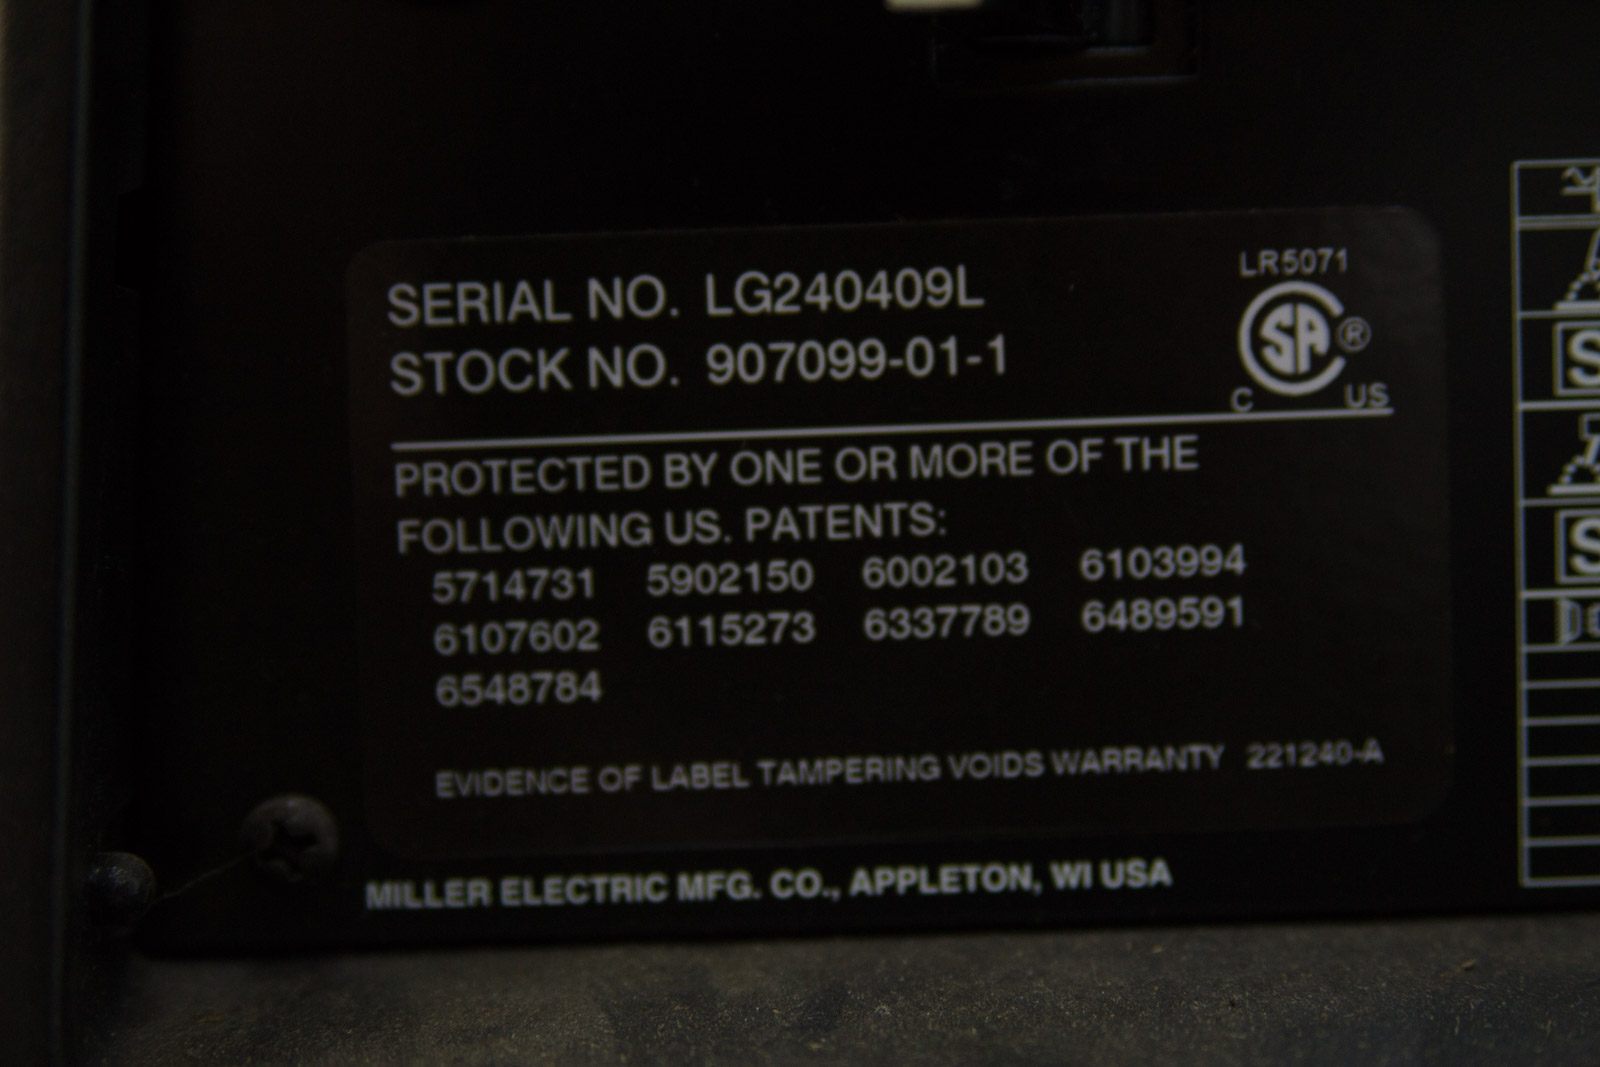 LR5071
SERIAL NO. LG240409L
STOCK NO. 907099-01-1
SA ®
C US
PROTECTED BY ONE OR MORE OF THE
FOLLOWING US. PATENTS:
5714731 5902150 6002103 6103994
6107602 6115273 6337789 6489591
6548784
EVIDENCE OF LABEL TAMPERING VOIDS WARRANTY 221240-A
MILLER ELECTRIC MFG. CO., APPLETON, WI USA
S
S